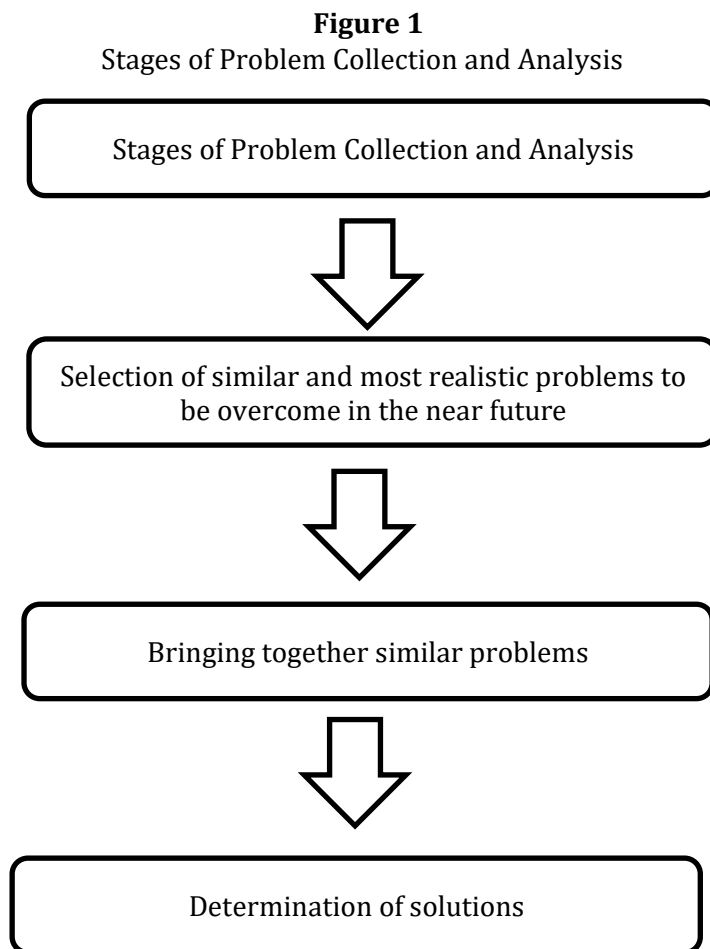 Figure 1
Stages of Problem Collection and Analysis
Stages of Problem Collection and Analysis
Selection of similar and most realistic problems to
be overcome in the near future
Bringing together similar problems
Determination of solutions